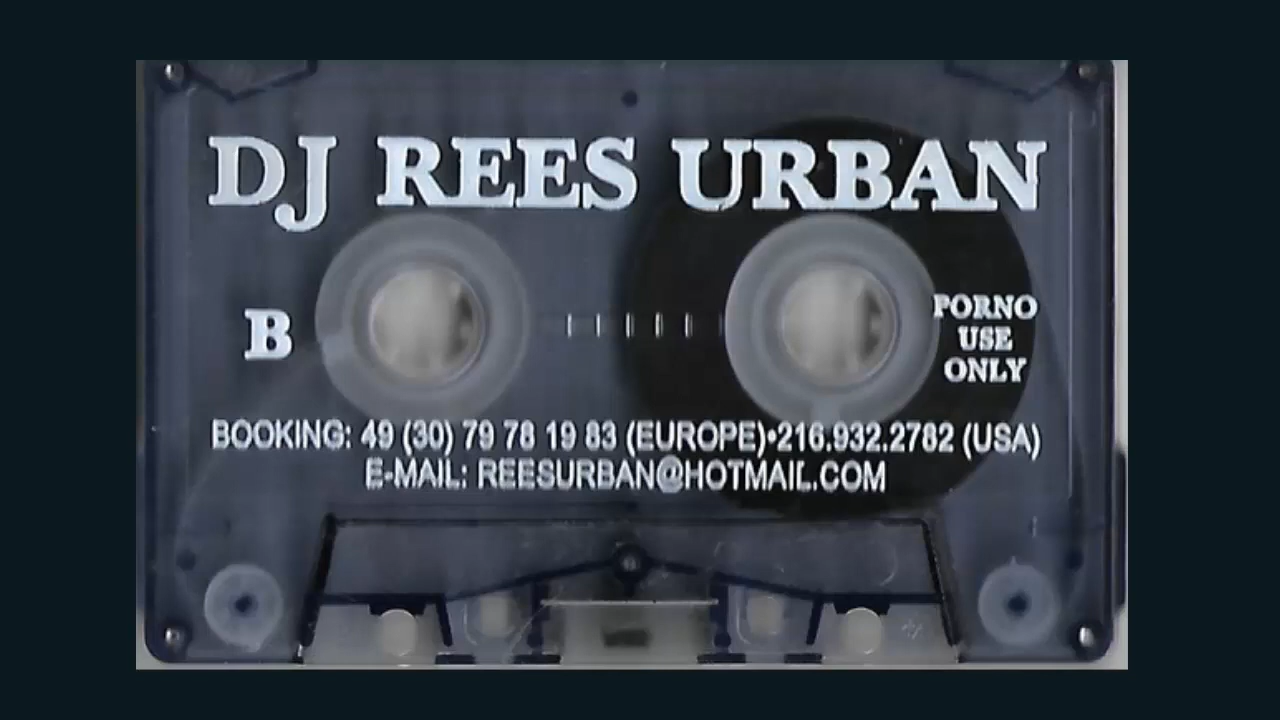 DJ REES URBAN
B
PORNO
USE
ONLY
BOOKING: 49 (30) 79 78 19 83 (EUROPE)•216.932.2782 (USA)
E-MAIL: REESURBAN@HOTMAIL.COM